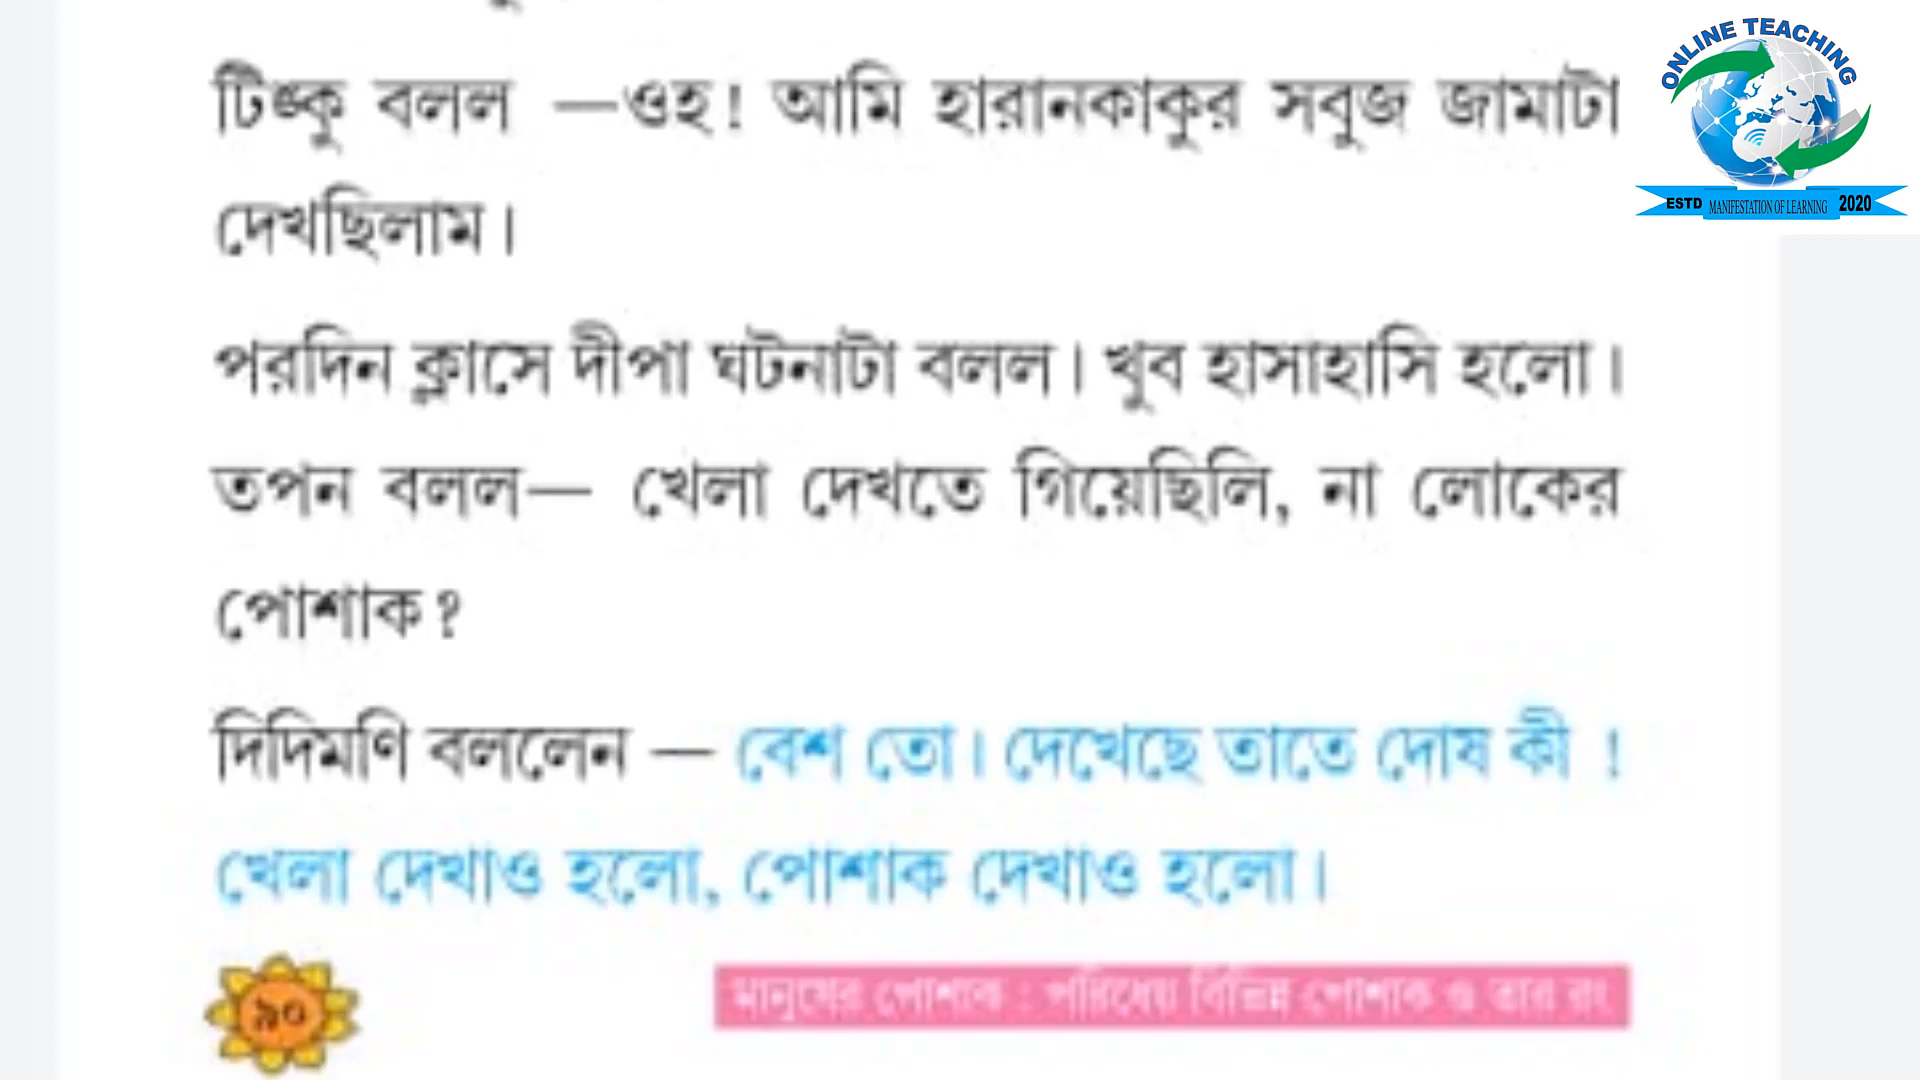 টিঙ্কু বলল —ওহ! আমি হারানকাকুর সবুজ জামাটা
দেখছিলাম।
পরদিন ক্লাসে দীপা ঘটনাটা বলল। খুব হাসাহাসি হলো।
তপন বলল— খেলা দেখতে গিয়েছিলি, না লোকের
পোশাক?
দিদিমণি বললেন — বেশ তো। দেখেছে তাতে দোষ কী !
খেলা দেখাও হলো, পোশাক দেখাও হলো।
৯০
মানুষের পোশাক : পরিধেয় বিভিন্ন পোশাক ও তার রং
ONLINE TEACHING
ESTD MANIFESTATION OF LEARNING 2020